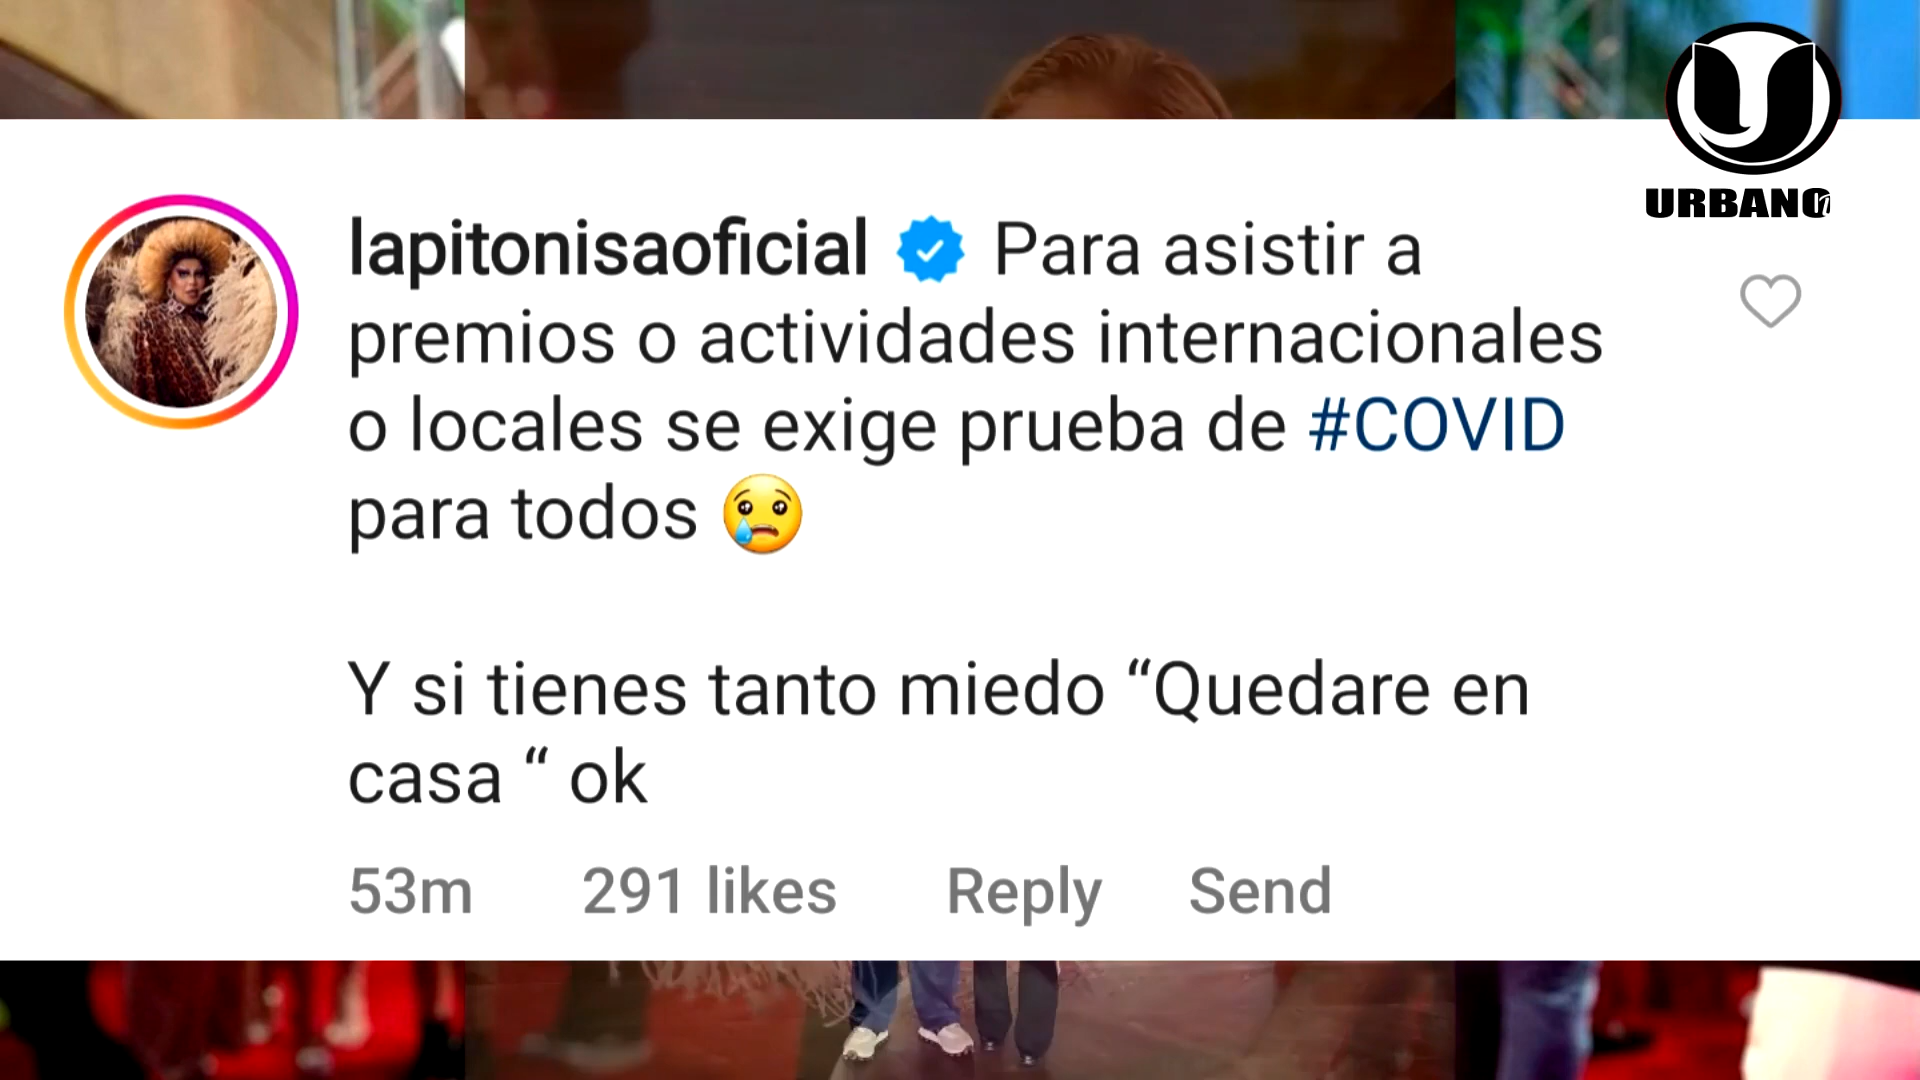 URBANO
lapitonisaoficial Para asistir a
premios o actividades internacionales
o locales se exige prueba de #COVID
para todos 😢
Y si tienes tanto miedo “Quedare en
casa “ ok
53m 291 likes Reply Send